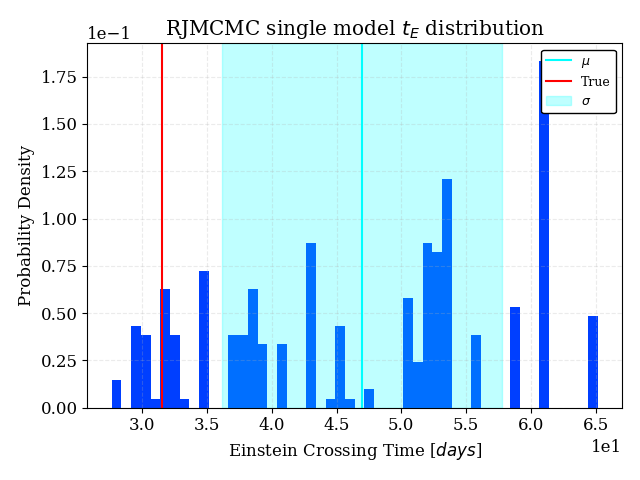 RJMCMC single model $t_E$ distribution
1e−1
μ
True
σ
1.75
1.50
1.25
1.00
0.75
0.50
0.25
0.00
Probability Density
3.0 3.5 4.0 4.5 5.0 5.5 6.0 6.5
1e1
Einstein Crossing Time [days]